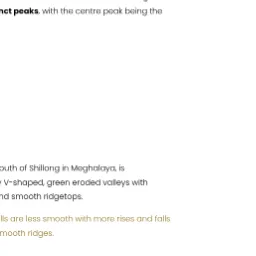 nct peaks, with the centre peak being the
outh of Shillong in Meghalaya, is
V-shaped, green eroded valleys with
nd smooth ridgetops.
lls are less smooth with more rises and falls
mooth ridges.